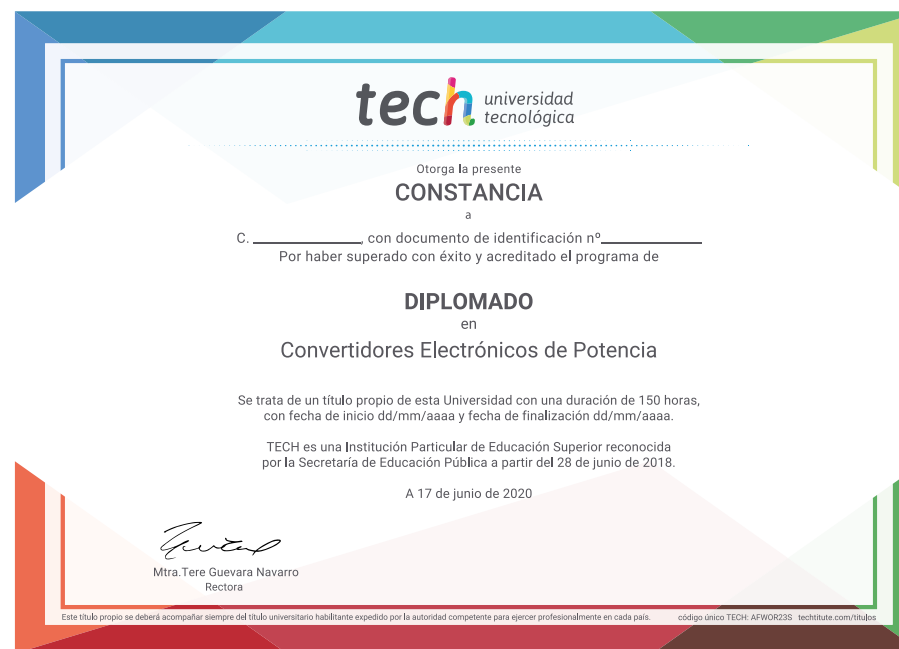 tech universidad
tecnológica
Otorga la presente
CONSTANCIA
a
C. ______________, con documento de identificación nº_____________
Por haber superado con éxito y acreditado el programa de
DIPLOMADO
en
Convertidores Electrónicos de Potencia
Se trata de un título propio de esta Universidad con una duración de 150 horas,
con fecha de inicio dd/mm/aaaa y fecha de finalización dd/mm/aaaa.
TECH es una Institución Particular de Educación Superior reconocida
por la Secretaría de Educación Pública a partir del 28 de junio de 2018.
A 17 de junio de 2020
Mtra.Tere Guevara Navarro
Rectora
Este título propio se deberá acompañar siempre del título universitario habilitante expedido por la autoridad competente para ejercer profesionalmente en cada país. código único TECH: AFWOR23S techtitute.com/titulos